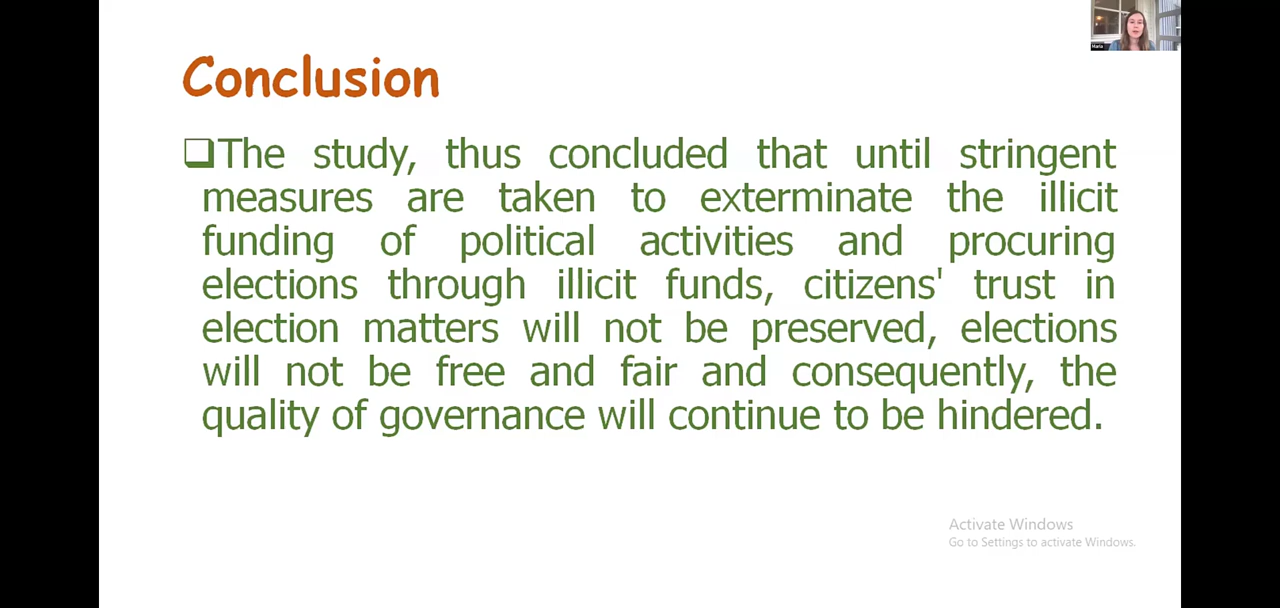 Maria
Conclusion
❑The study, thus concluded that until stringent
measures are taken to exterminate the illicit
funding of political activities and procuring
elections through illicit funds, citizens' trust in
election matters will not be preserved, elections
will not be free and fair and consequently, the
quality of governance will continue to be hindered.
Activate Windows
Go to Settings to activate Windows.